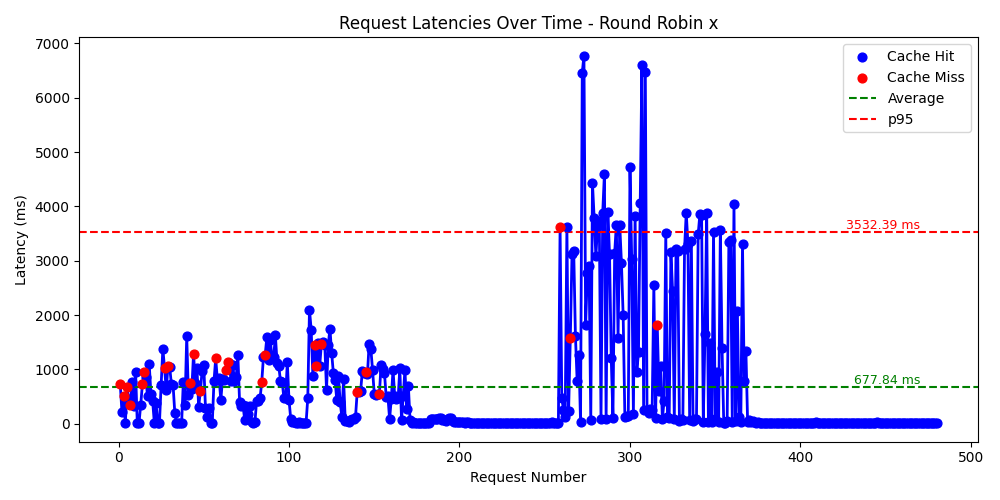 Request Latencies Over Time - Round Robin x
Latency (ms)
7000
6000
5000
4000
3000
2000
1000
0
Cache Hit
Cache Miss
Average
p95
3532.39 ms
677.84 ms
0
100
200
300
400
500
Request Number